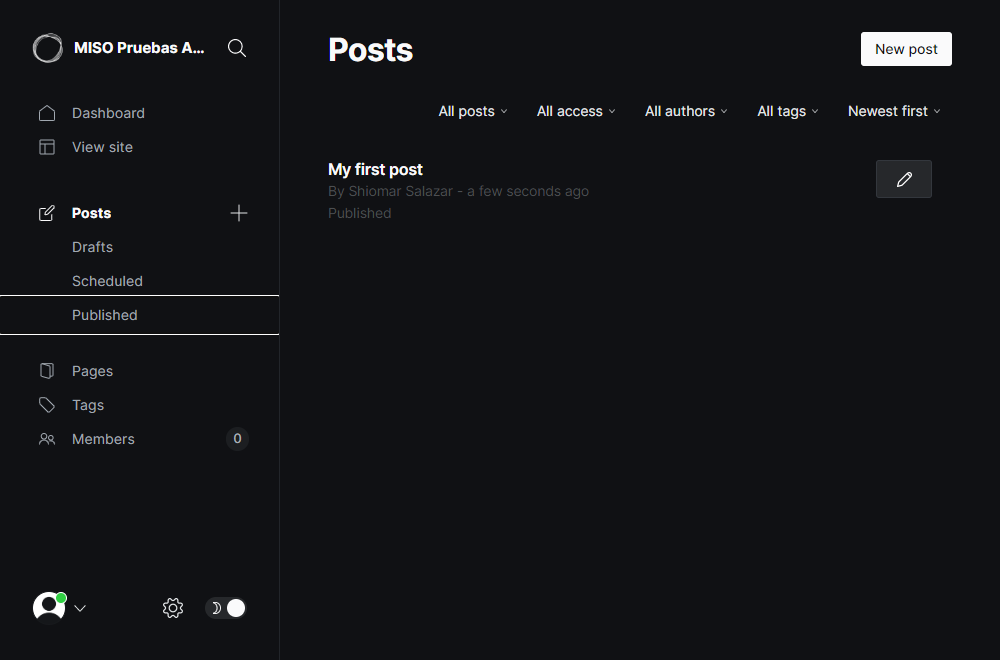 MISO Pruebas A...
Dashboard
View site
Posts
Drafts
Scheduled
Published
Pages
Tags
Members
0
Posts
New post
All posts
All access
All authors
All tags
Newest first
My first post
By Shiomar Salazar - a few seconds ago
Published